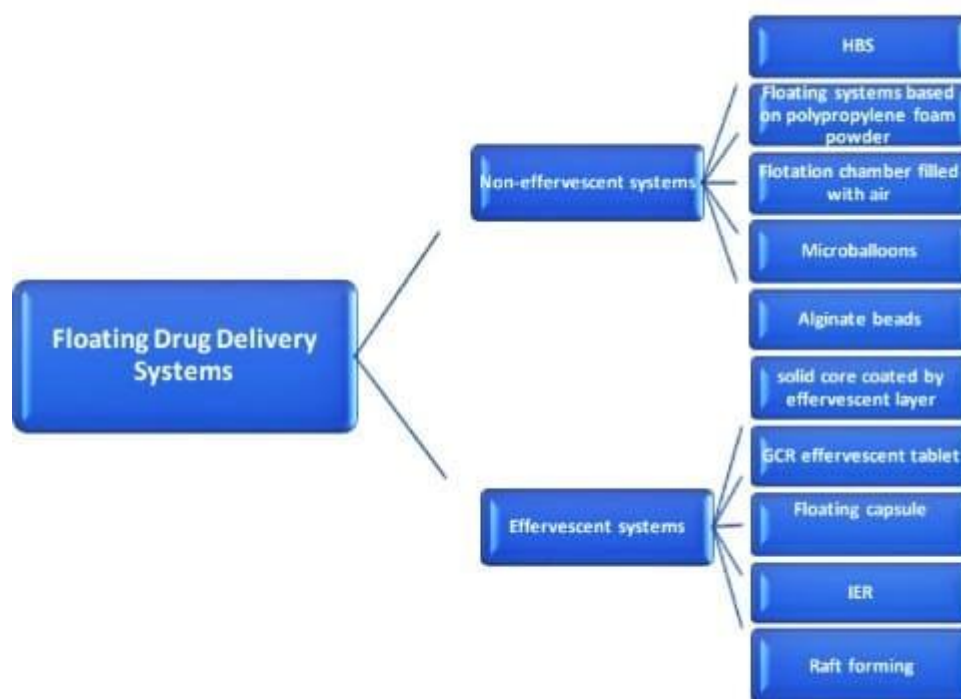 Floating Drug Delivery
Systems
Non-effervescent systems
HBS
Floating systems based
on polypropylene foam
powder
Flotation chamber filled
with air
Microballoons
Alginate beads
Effervescent systems
solid core coated by
effervescent layer
GCR effervescent tablet
Floating capsule
IER
Raft forming